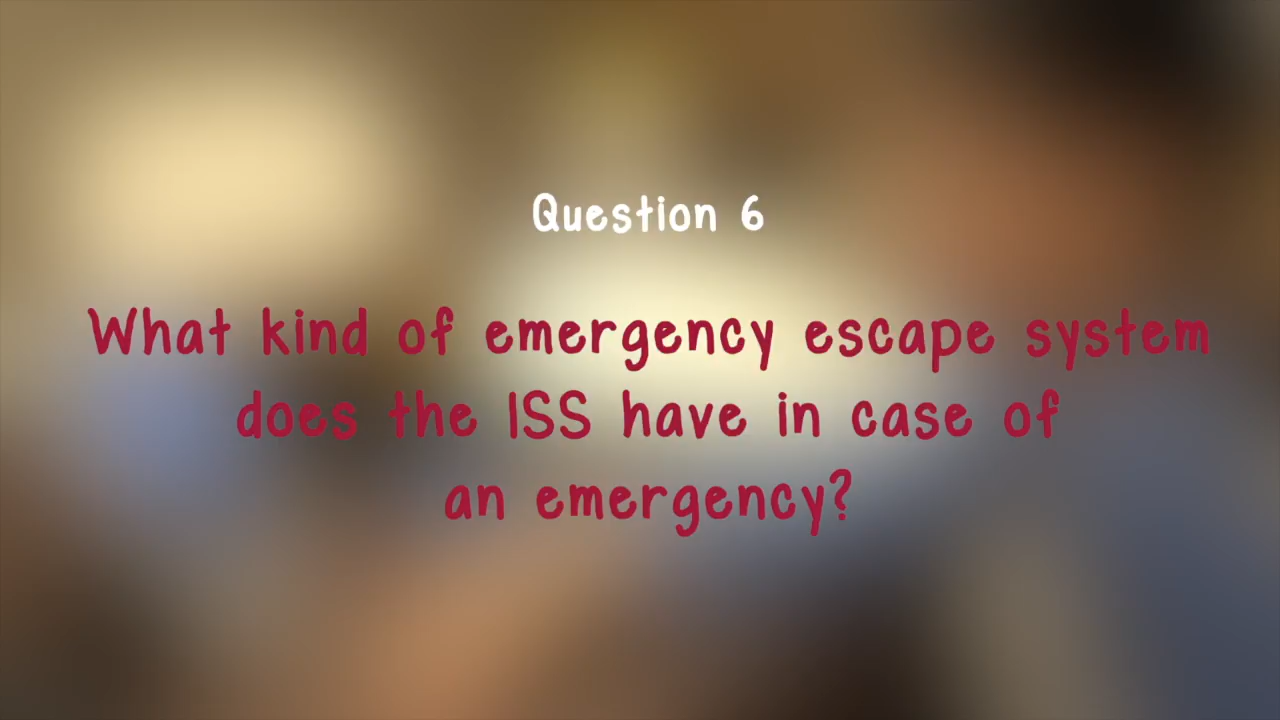 Question 6
What kind of emergency escape system
does the ISS have in case of
an emergency?